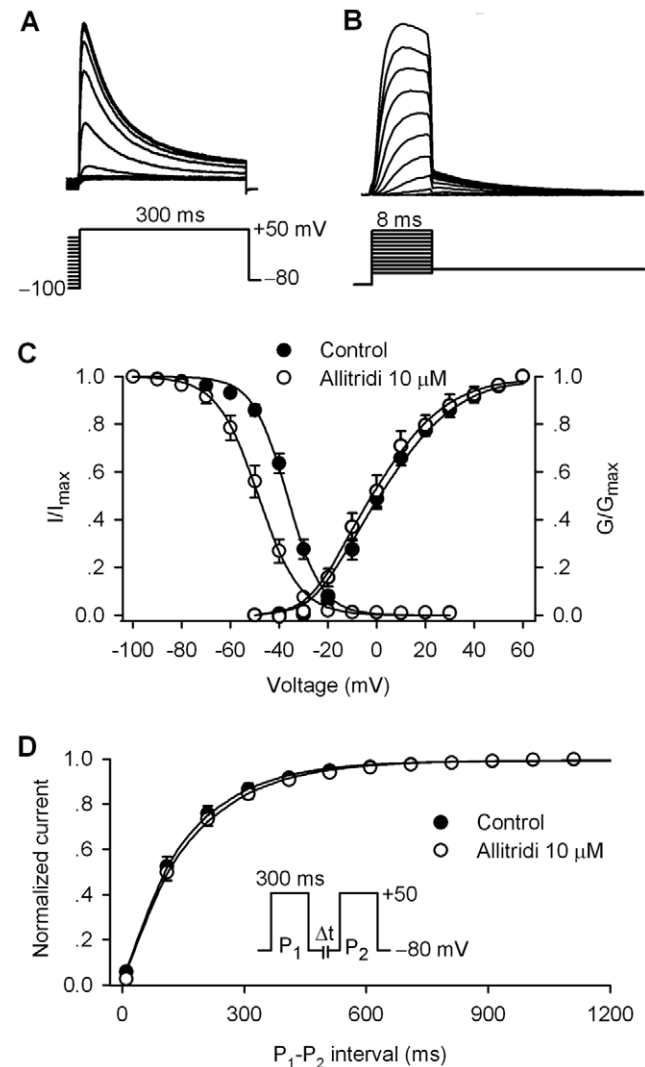 A
B
300 ms
+50 mV
−100
−80
8 ms
C
Control
Allitridi 10 µM
1.0
.8
.6
.4
.2
0.0
I/Imax
1.0
.8
.6
.4
.2
0.0
G/Gmax
-100 -80 -60 -40 -20 0 20 40 60
Voltage (mV)
D
1.0
.8
.6
.4
.2
0.0
Normalized current
Control
Allitridi 10 µM
300 ms
+50
Δt
P1
P2
−80 mV
0 300 600 900 1200
P1-P2 interval (ms)